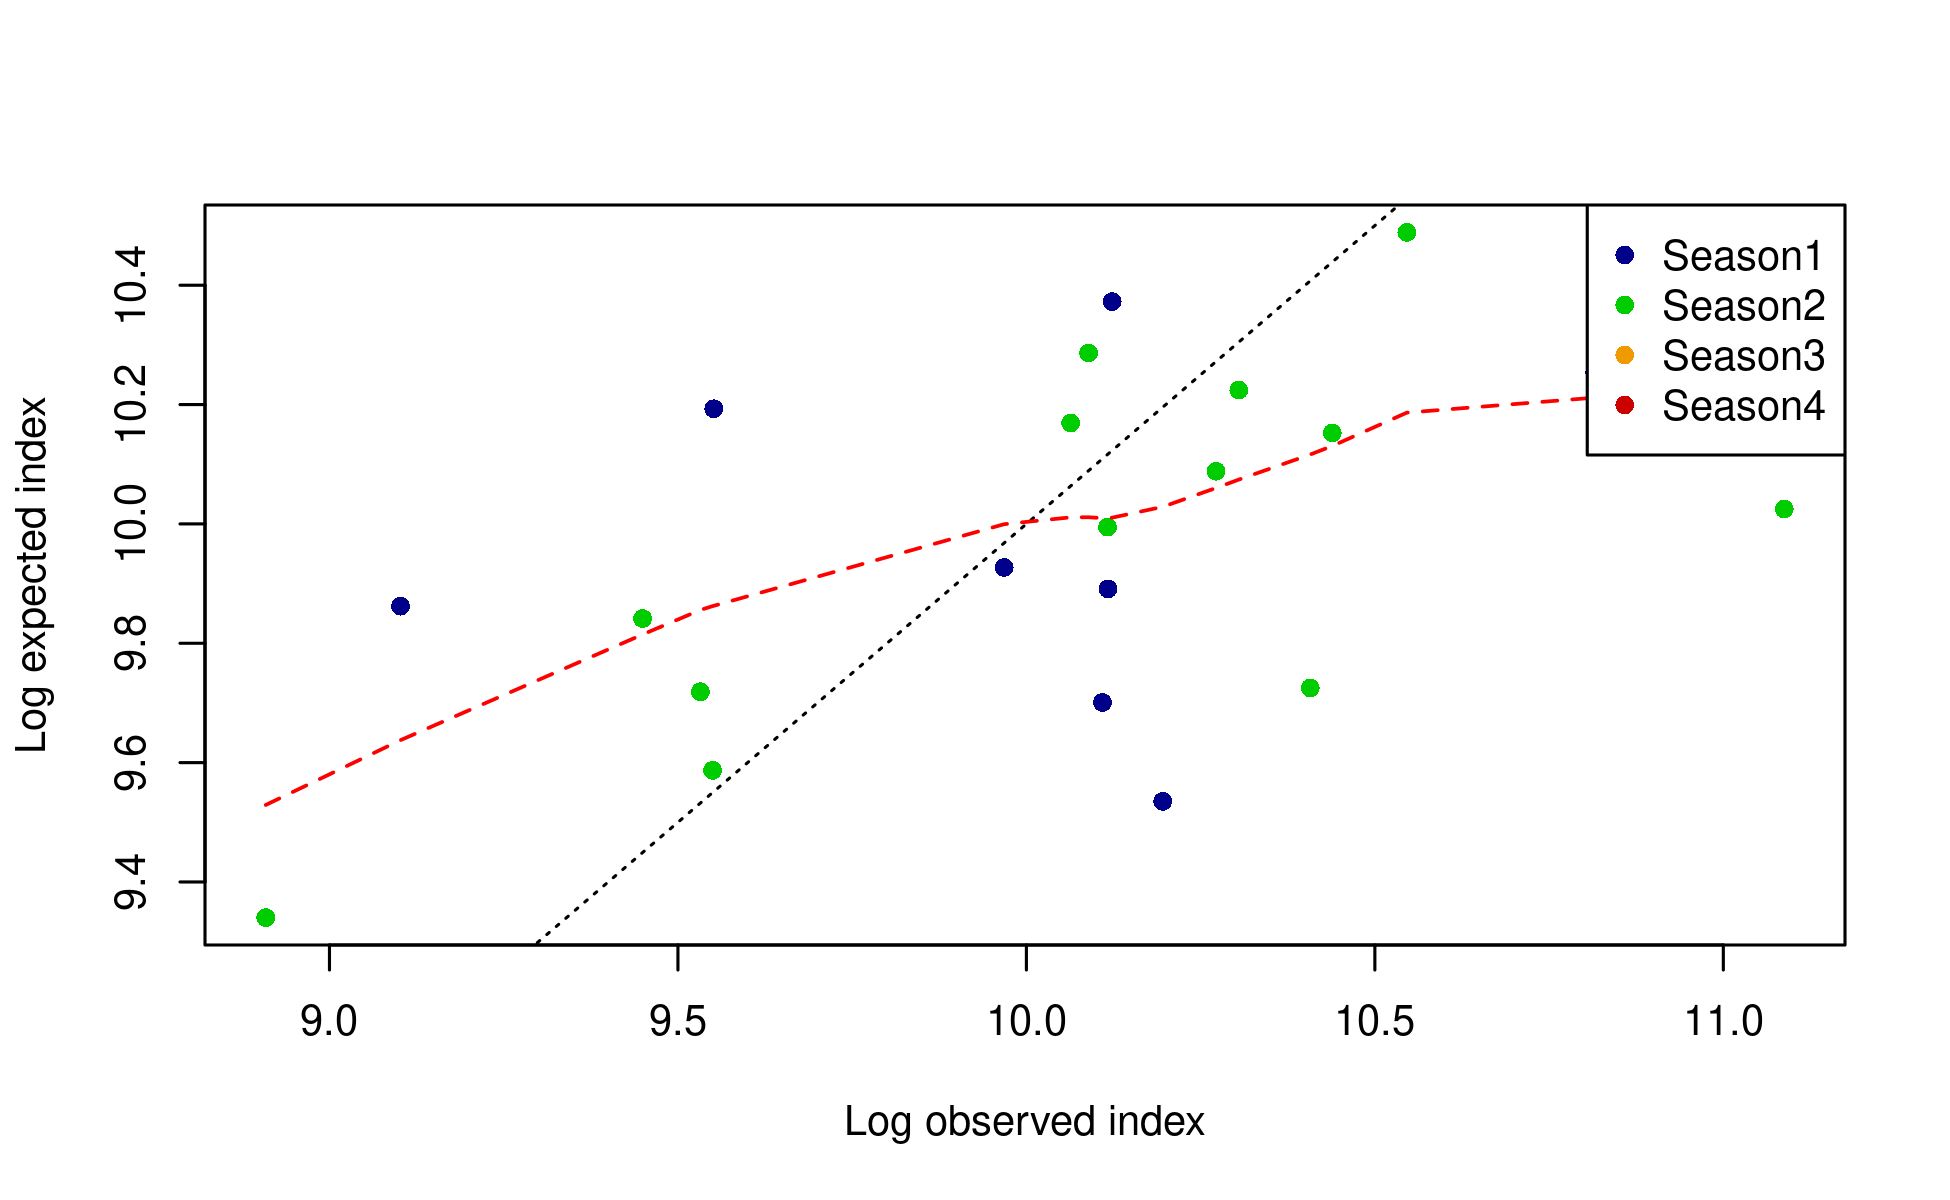 Season1
Season2
Season3
Season4
10.4
10.2
10.0
9.8
9.6
9.4
Log expected index
9.0 9.5 10.0 10.5 11.0
Log observed index